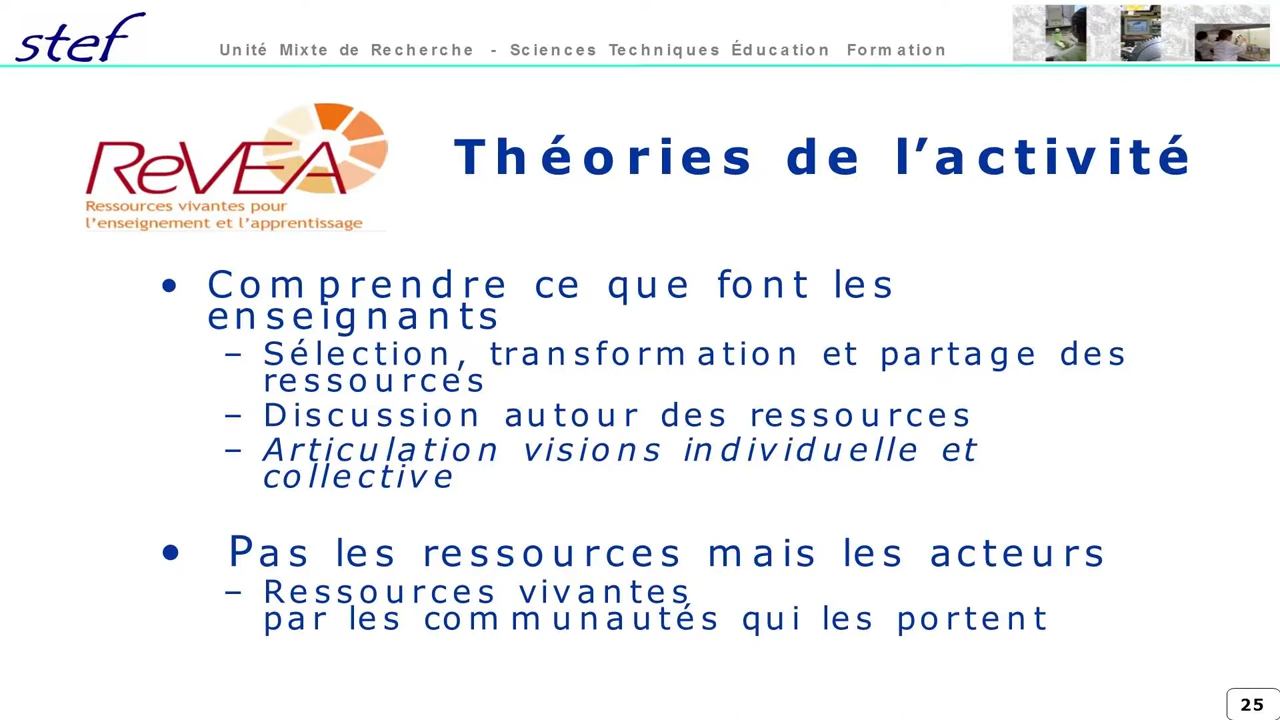 stef
Unité Mixte de Recherche - Sciences Techniques Éducation Formation
ReVEA
Ressources vivantes pour
l'enseignement et l'apprentissage
Théories de l’activité
• Comprendre ce que font les
enseignants
– Sélection, transformation et partage des
ressources
– Discussion autour des ressources
– Articulation visions individuelle et
collective
• Pas les ressources mais les acteurs
– Ressources vivantes
par les communautés qui les portent
25